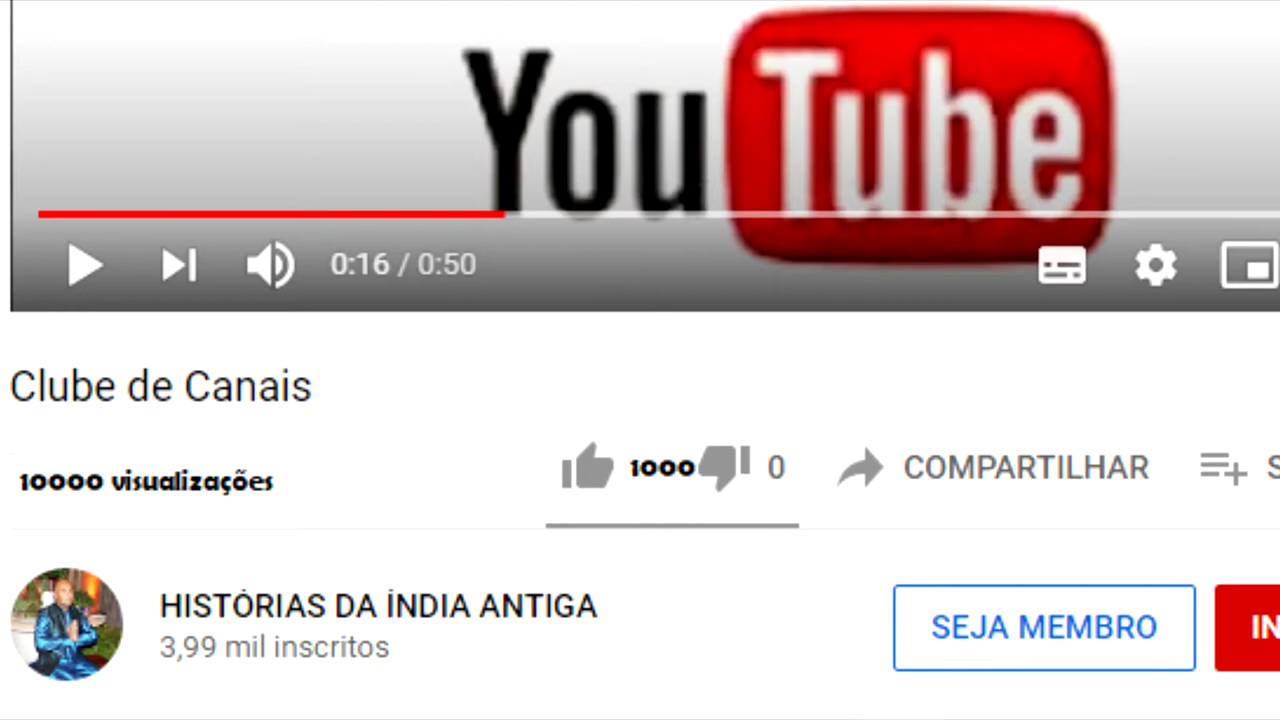 YouTube
0:16 / 0:50
Clube de Canais
10000 visualizações
1000 0 COMPARTILHAR S
HISTÓRIAS DA ÍNDIA ANTIGA
3,99 mil inscritos
SEJA MEMBRO IN